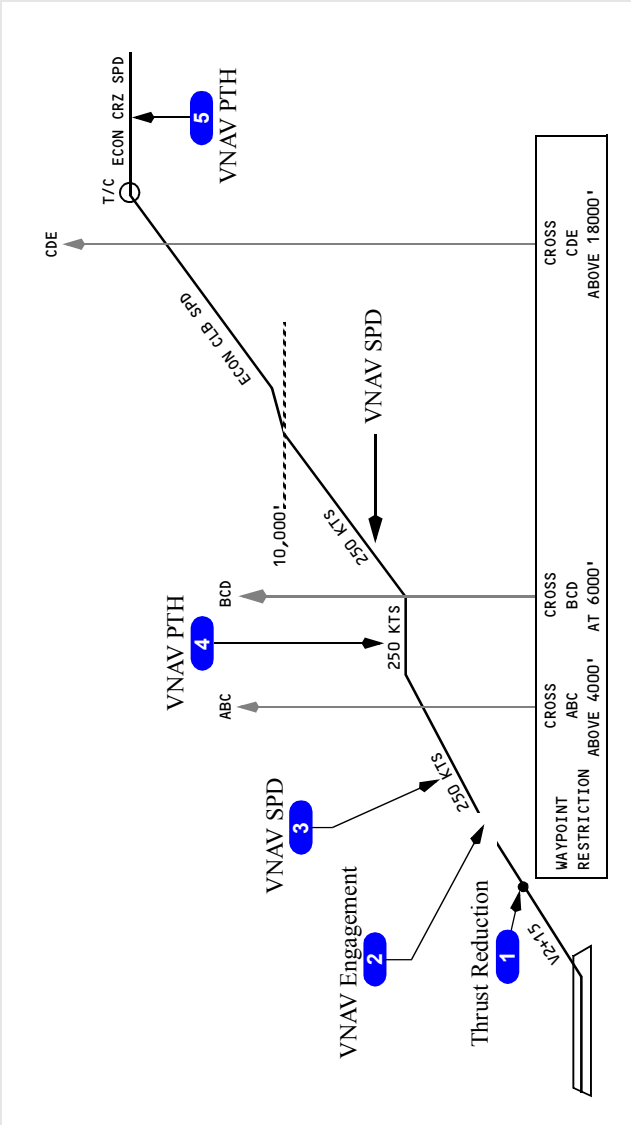 CDE
T/C
ECON CRZ SPD
5
VNAV PTH
ECON CLB SPD
10,000'
VNAV SPD
250 KTS
VNAV PTH
4
ABC
BCD
250 KTS
VNAV SPD
3
250 KTS
VNAV Engagement
2
Thrust Reduction
1
V2+15
WAYPOINT
RESTRICTION
CROSS
ABC
ABOVE 4000'
CROSS
BCD
AT 6000'
CROSS
CDE
ABOVE 18000'